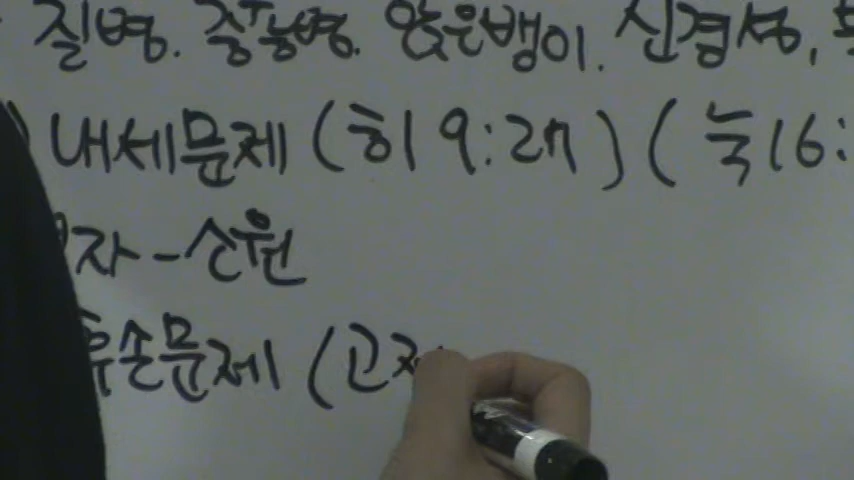 질병. 중풍병. 앉은뱅이. 신경성,
) 내세문제 (히 9:27) (눅16:
자-소원
후손문제 (고